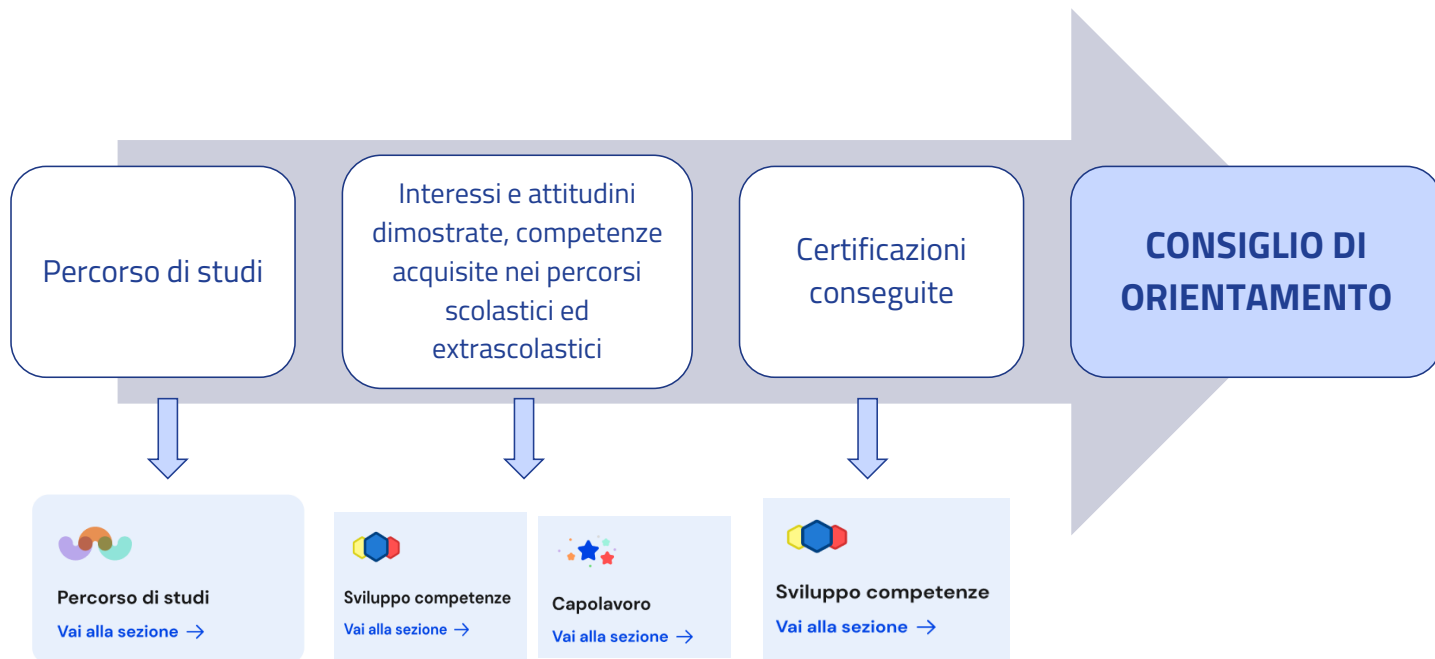 Percorso di studi
Interessi e attitudini
dimostrate, competenze
acquisite nei percorsi
scolastici ed
extrascolastici
Certificazioni
conseguite
CONSIGLIO DI
ORIENTAMENTO
Percorso di studi
Vai alla sezione →
Sviluppo competenze
Vai alla sezione →
Capolavoro
Vai alla sezione →
Sviluppo competenze
Vai alla sezione →